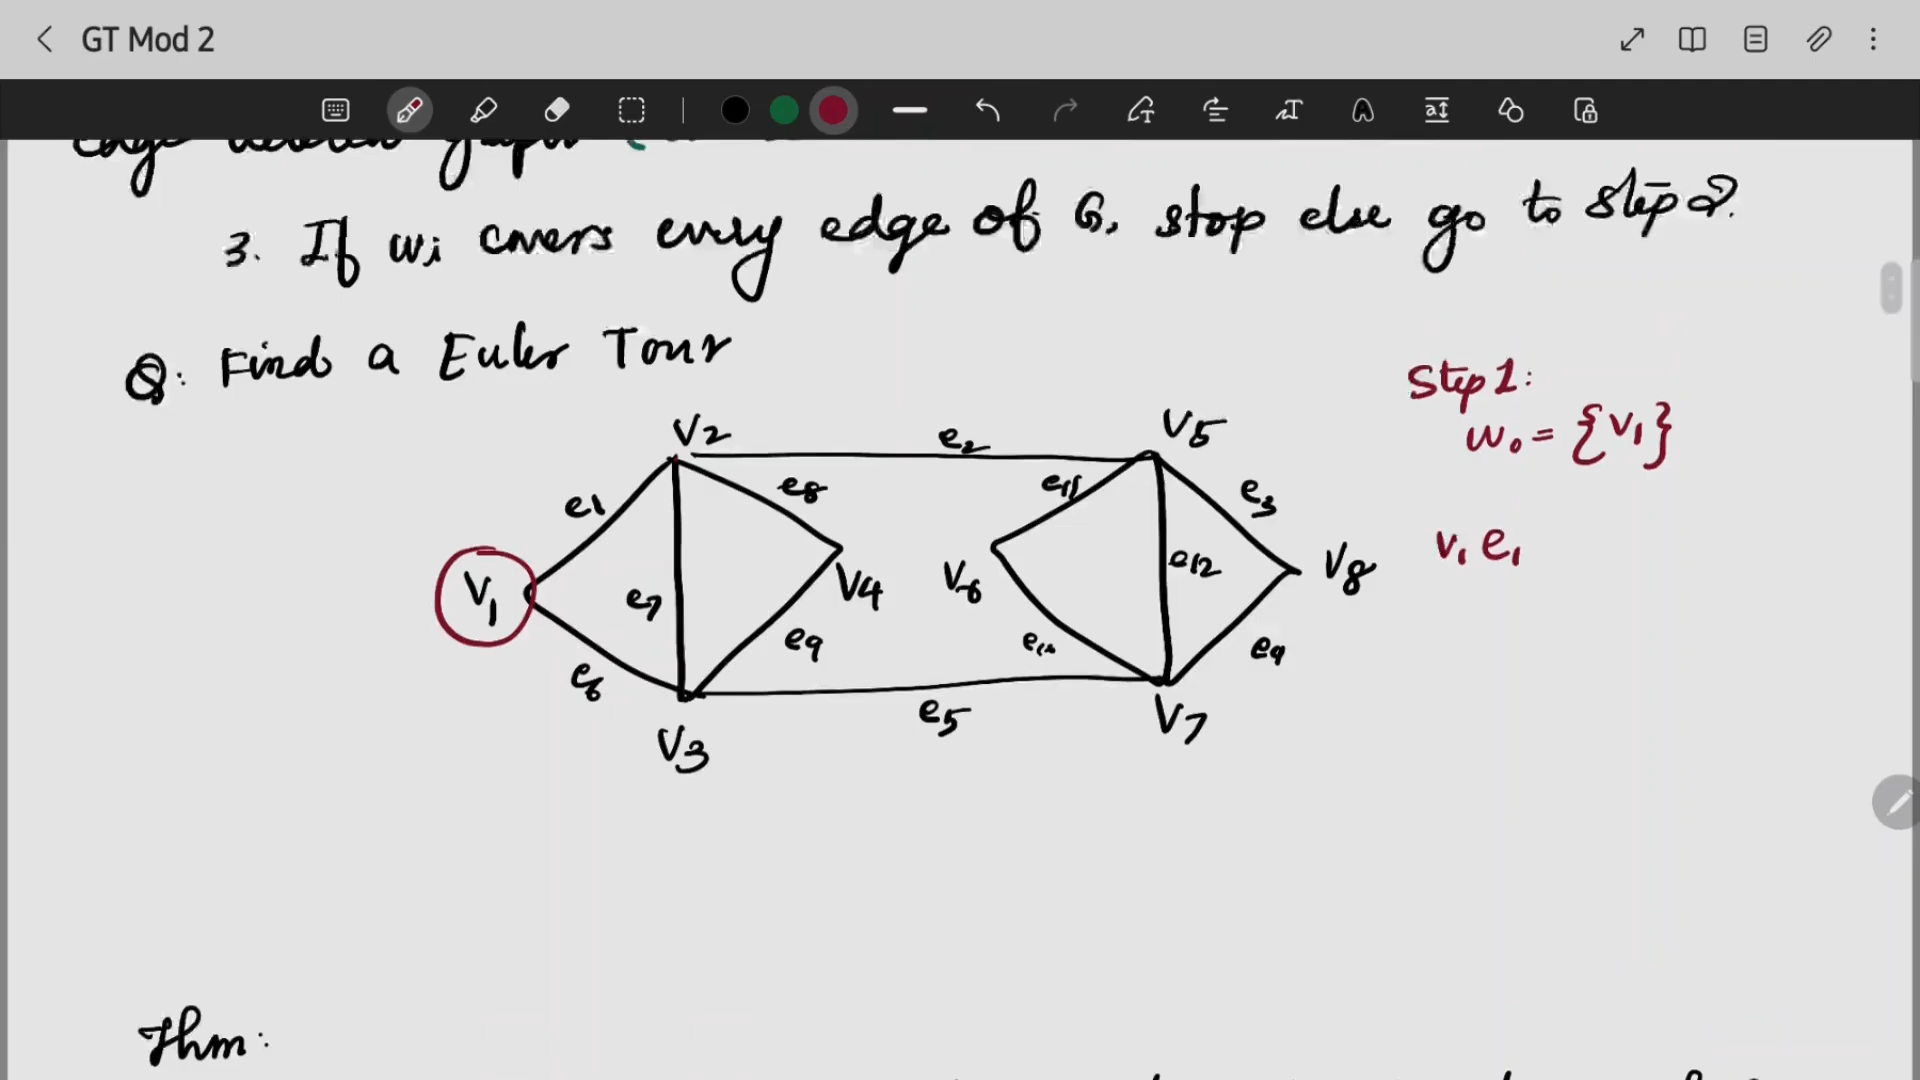 GT Mod 2
3. If wi covers every edge of G, stop else go to step 2.
Q: Find a Euler Tour
Step 1:
w0 = {v1}
V2
e2
V5
e1
e8
e11
e3
V1
e7
V4
V6
e12
V8
v1 e1
e6
e9
e10
e4
V3
e5
V7
Thm: